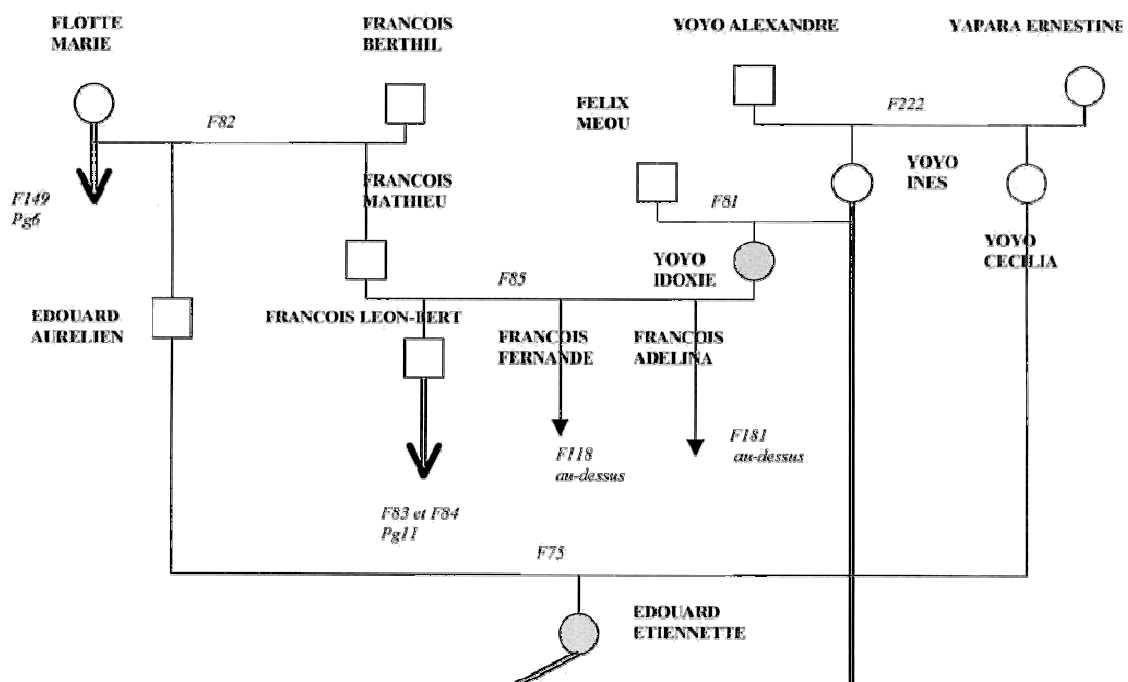 FLOTTE
MARIE
FRANCOIS
BERTHIL
YOYO ALEXANDRE
YAPARA ERNESTINE
FELIX
MEOU
F222
F82
F149
Pg6
FRANCOIS
MATHIEU
YOYO
INES
F81
YOYO
IDOXIE
YOYO
CECILIA
F85
EDOUARD
AURELIEN
FRANCOIS LEON-BERT
FRANCOIS
FERNANDE
FRANCOIS
ADELINA
F118
au-dessus
F181
au-dessus
F83 et F84
Pg11
F75
EDOUARD
ETIENNETTE